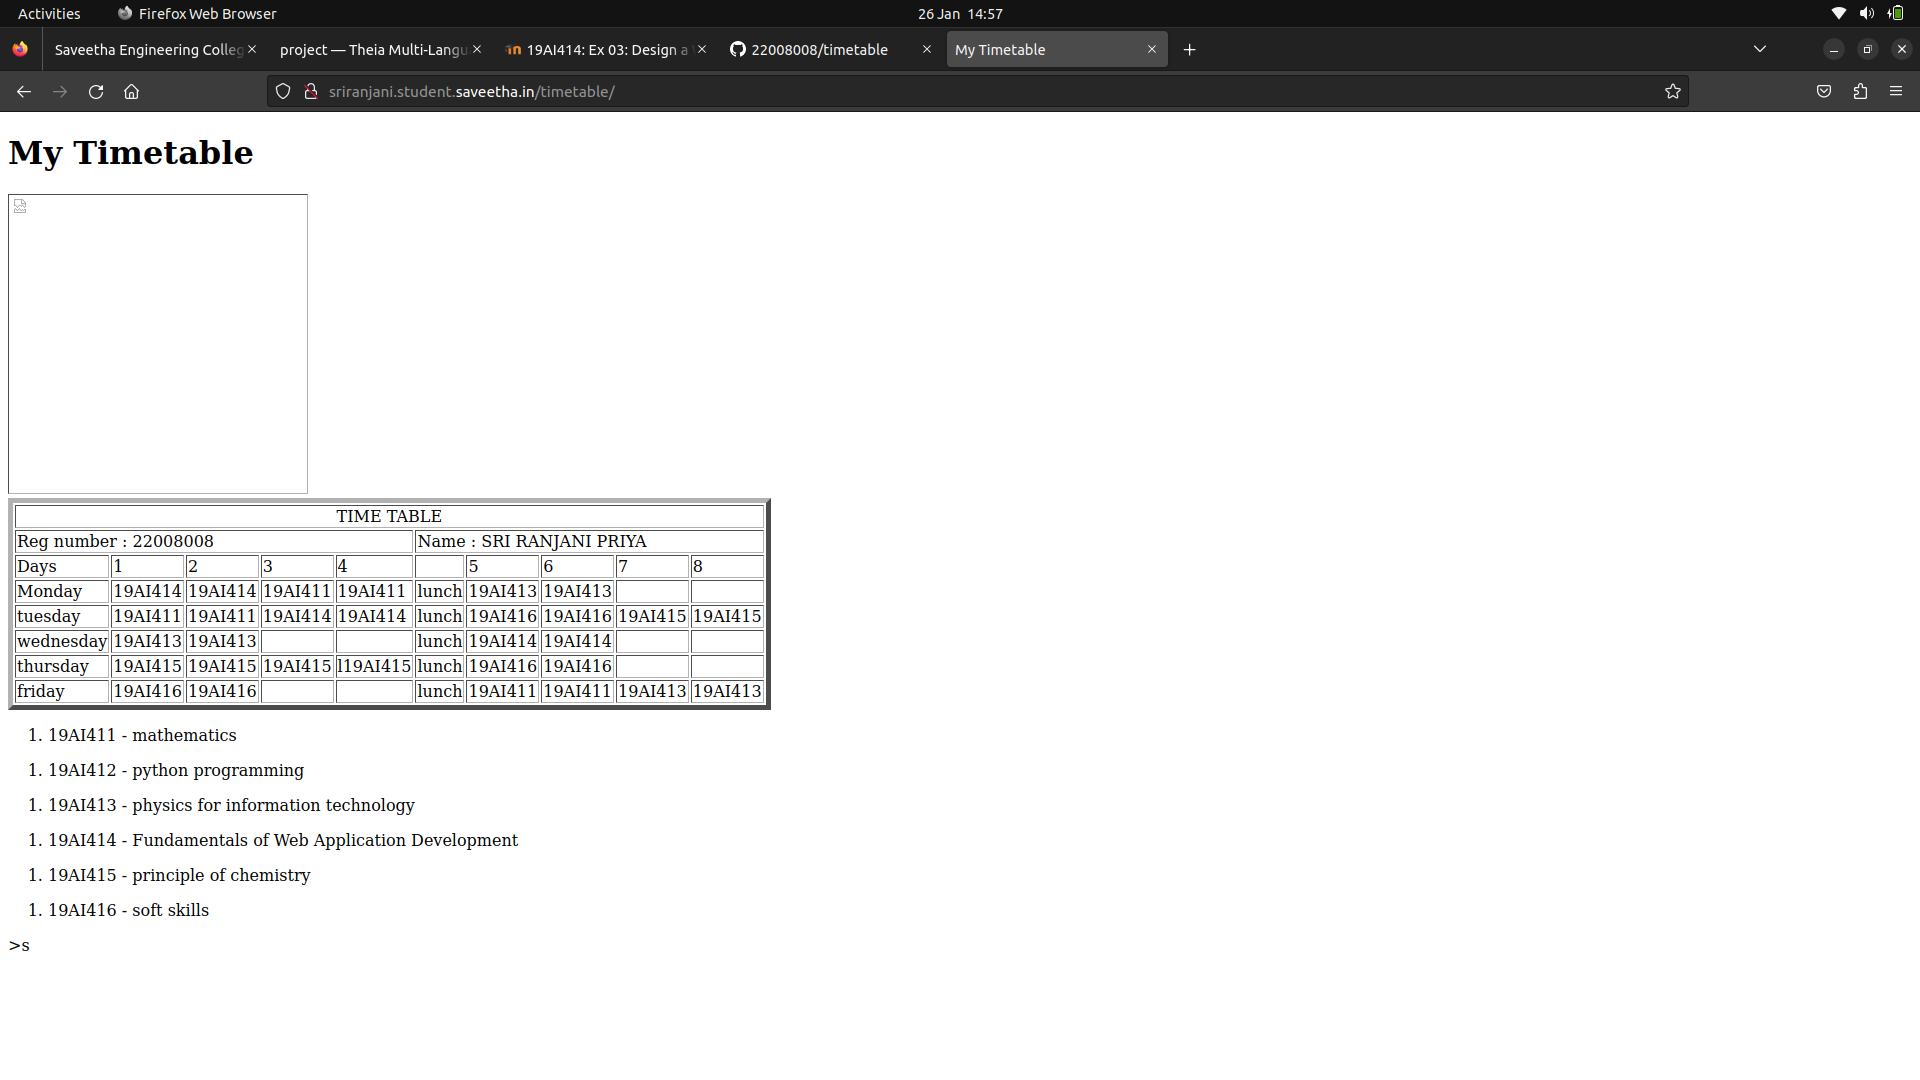 Activities Firefox Web Browser 26 Jan 14:57
Saveetha Engineering Colleg project — Theia Multi-Langu 19AI414: Ex 03: Design a 22008008/timetable My Timetable
sriranjani.student.saveetha.in/timetable/
My Timetable
TIME TABLE
Reg number : 22008008 Name : SRI RANJANI PRIYA
Days 1 2 3 4 5 6 7 8
Monday 19AI414 19AI414 19AI411 19AI411 lunch 19AI413 19AI413
tuesday 19AI411 19AI411 19AI414 19AI414 lunch 19AI416 19AI416 19AI415 19AI415
wednesday 19AI413 19AI413 lunch 19AI414 19AI414
thursday 19AI415 19AI415 19AI415 l19AI415 lunch 19AI416 19AI416
friday 19AI416 19AI416 lunch 19AI411 19AI411 19AI413 19AI413
1. 19AI411 - mathematics
1. 19AI412 - python programming
1. 19AI413 - physics for information technology
1. 19AI414 - Fundamentals of Web Application Development
1. 19AI415 - principle of chemistry
1. 19AI416 - soft skills
>s